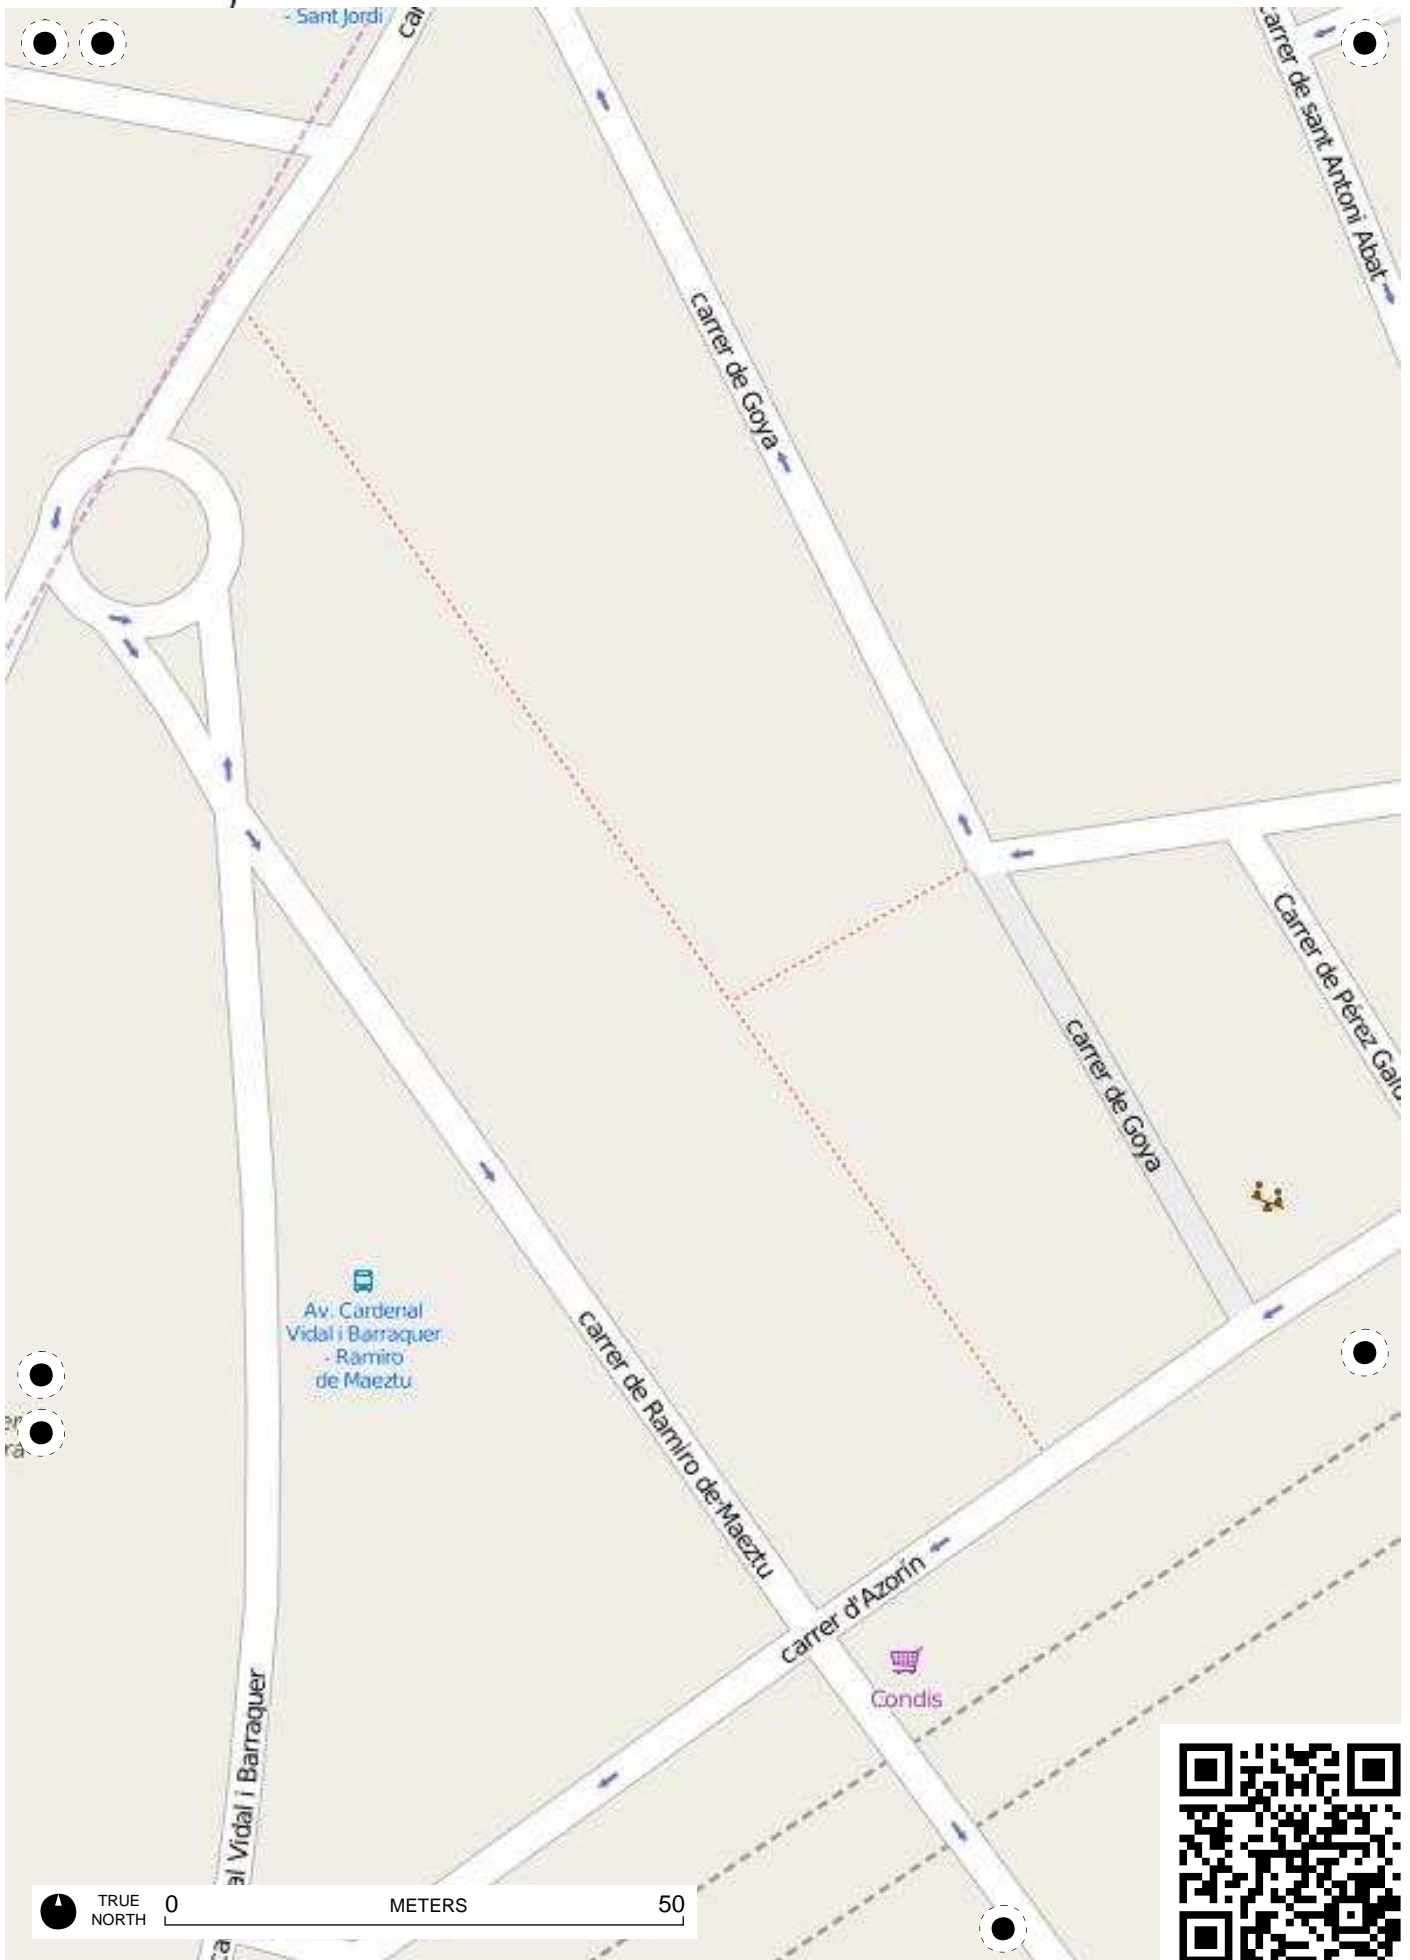 - Sant Jordi
car
carrer de sant Antoni Abat
carrer de Goya
carrer de Goya
Carrer de Pérez Gald
Av. Cardenal
Vidal i Barraquer
- Ramiro
de Maeztu
carrer de Ramiro de Maeztu
carrer d'Azorín
Condis
al Vidal i Barraquer
ca
TRUE
NORTH
0
METERS
50